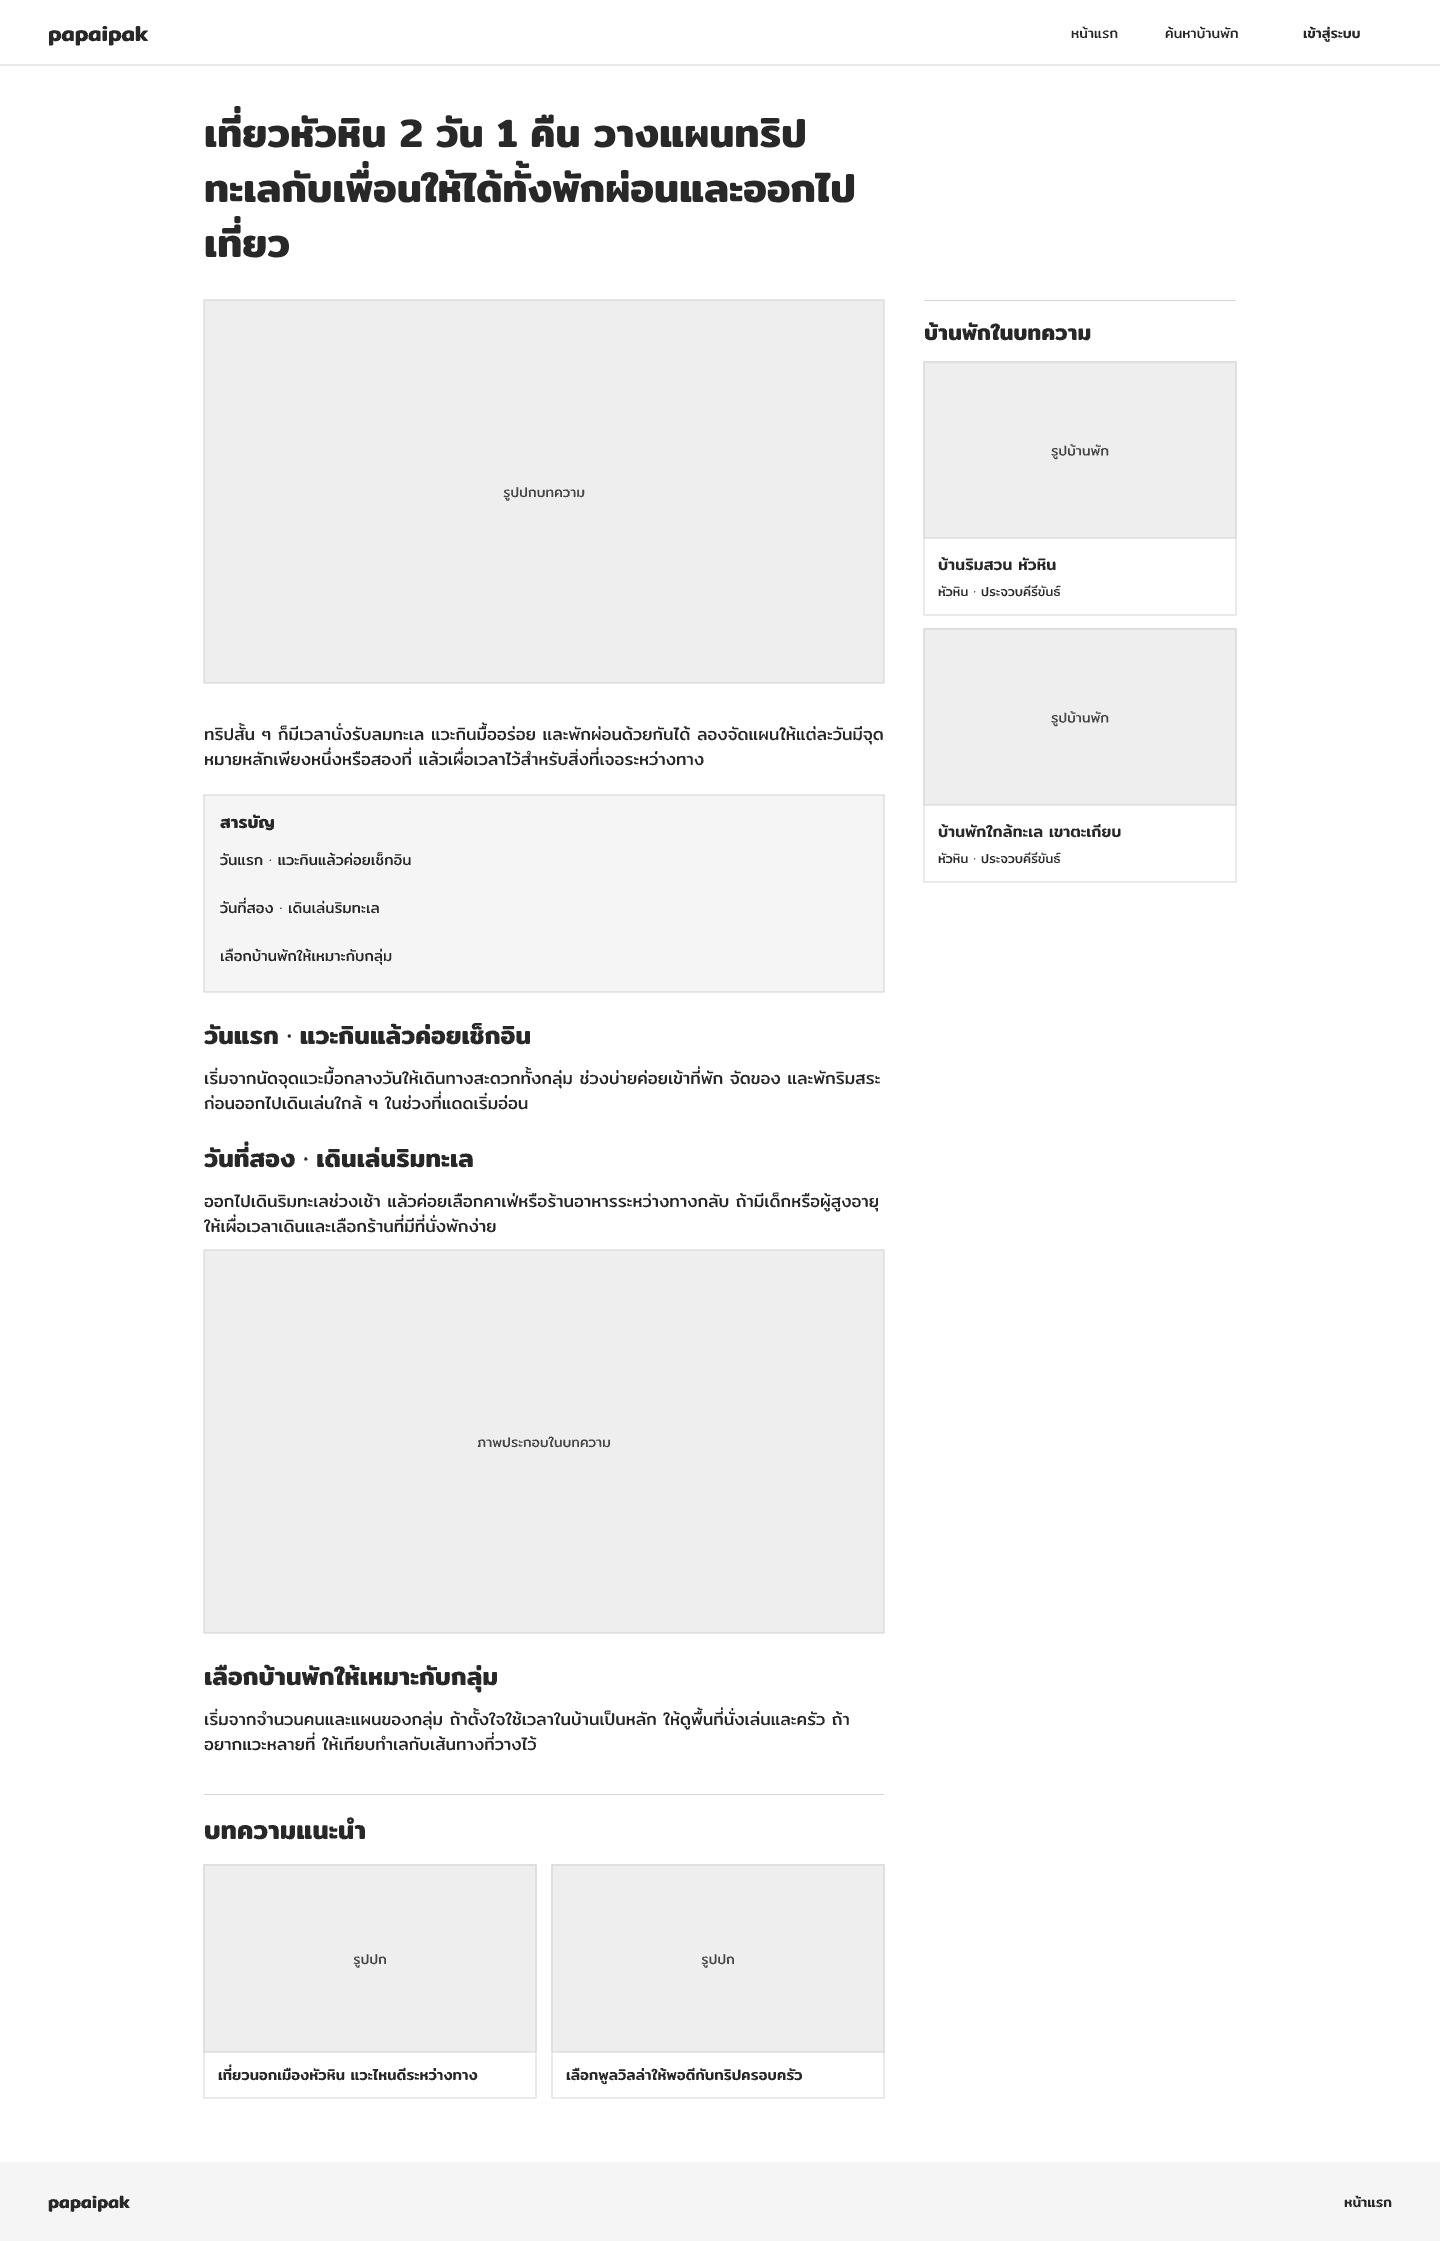 papaipak
หน้าแรก
ค้นหาบ้านพัก
เข้าสู่ระบบ
เที่ยวหัวหิน 2 วัน 1 คืน วางแผนทริป
ทะเลกับเพื่อนให้ได้ทั้งพักผ่อนและออกไป
เที่ยว
รูปปกบทความ
ทริปสั้น ๆ ก็มีเวลานั่งรับลมทะเล แวะกินมื้ออร่อย และพักผ่อนด้วยกันได้ ลองจัดแผนให้แต่ละวันมีจุด
หมายหลักเพียงหนึ่งหรือสองที่ แล้วเผื่อเวลาไว้สำหรับสิ่งที่เจอระหว่างทาง
สารบัญ
วันแรก · แวะกินแล้วค่อยเช็กอิน
วันที่สอง · เดินเล่นริมทะเล
เลือกบ้านพักให้เหมาะกับกลุ่ม
วันแรก · แวะกินแล้วค่อยเช็กอิน
เริ่มจากนัดจุดแวะมื้อกลางวันให้เดินทางสะดวกทั้งกลุ่ม ช่วงบ่ายค่อยเข้าที่พัก จัดของ และพักริมสระ
ก่อนออกไปเดินเล่นใกล้ ๆ ในช่วงที่แดดเริ่มอ่อน
วันที่สอง · เดินเล่นริมทะเล
ออกไปเดินริมทะเลช่วงเช้า แล้วค่อยเลือกคาเฟ่หรือร้านอาหารระหว่างทางกลับ ถ้ามีเด็กหรือผู้สูงอายุ
ให้เผื่อเวลาเดินและเลือกร้านที่มีที่นั่งพักง่าย
ภาพประกอบในบทความ
เลือกบ้านพักให้เหมาะกับกลุ่ม
เริ่มจากจำนวนคนและแผนของกลุ่ม ถ้าตั้งใจใช้เวลาในบ้านเป็นหลัก ให้ดูพื้นที่นั่งเล่นและครัว ถ้า
อยากแวะหลายที่ ให้เทียบทำเลกับเส้นทางที่วางไว้
บทความแนะนำ
รูปปก
เที่ยวนอกเมืองหัวหิน แวะไหนดีระหว่างทาง
รูปปก
เลือกพูลวิลล่าให้พอดีกับทริปครอบครัว
บ้านพักในบทความ
รูปบ้านพัก
บ้านริมสวน หัวหิน
หัวหิน · ประจวบคีรีขันธ์
รูปบ้านพัก
บ้านพักใกล้ทะเล เขาตะเกียบ
หัวหิน · ประจวบคีรีขันธ์
papaipak
หน้าแรก